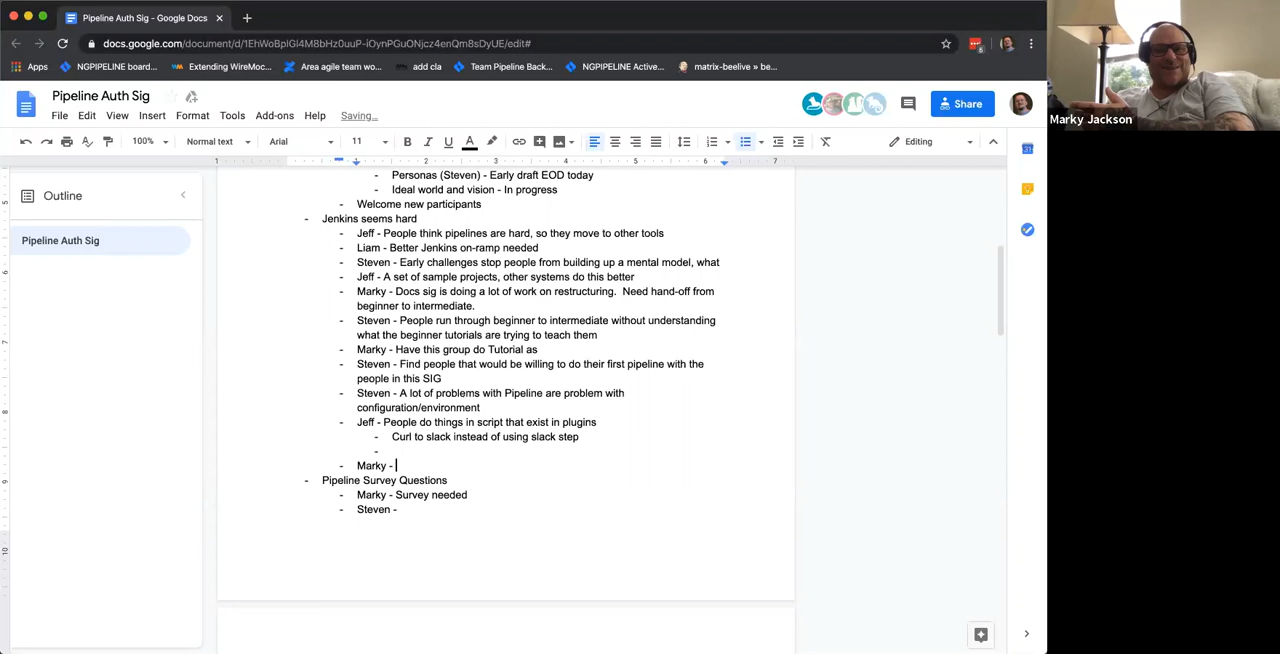 Pipeline Auth Sig - Google Docs
docs.google.com/document/d/1EhWoBplGl4M8bHz0uuP-iOynPGuONjcz4enQm8sDyUE/edit#
Apps
NGPIPELINE board...
Extending WireMoc...
Area agile team wo...
add cla
Team Pipeline Back...
NGPIPELINE Active...
matrix-beelive » be...
Pipeline Auth Sig
File Edit View Insert Format Tools Add-ons Help Saving...
Share
100% Normal text Arial 11 B I U A Editing
1 1 2 3 4 5 6 7
Outline
Pipeline Auth Sig
- Personas (Steven) - Early draft EOD today
- Ideal world and vision - In progress
- Welcome new participants
- Jenkins seems hard
- Jeff - People think pipelines are hard, so they move to other tools
- Liam - Better Jenkins on-ramp needed
- Steven - Early challenges stop people from building up a mental model, what
- Jeff - A set of sample projects, other systems do this better
- Marky - Docs sig is doing a lot of work on restructuring. Need hand-off from
beginner to intermediate.
- Steven - People run through beginner to intermediate without understanding
what the beginner tutorials are trying to teach them
- Marky - Have this group do Tutorial as
- Steven - Find people that would be willing to do their first pipeline with the
people in this SIG
- Steven - A lot of problems with Pipeline are problem with
configuration/environment
- Jeff - People do things in script that exist in plugins
- Curl to slack instead of using slack step
-
- Marky -
- Pipeline Survey Questions
- Marky - Survey needed
- Steven -
Marky Jackson